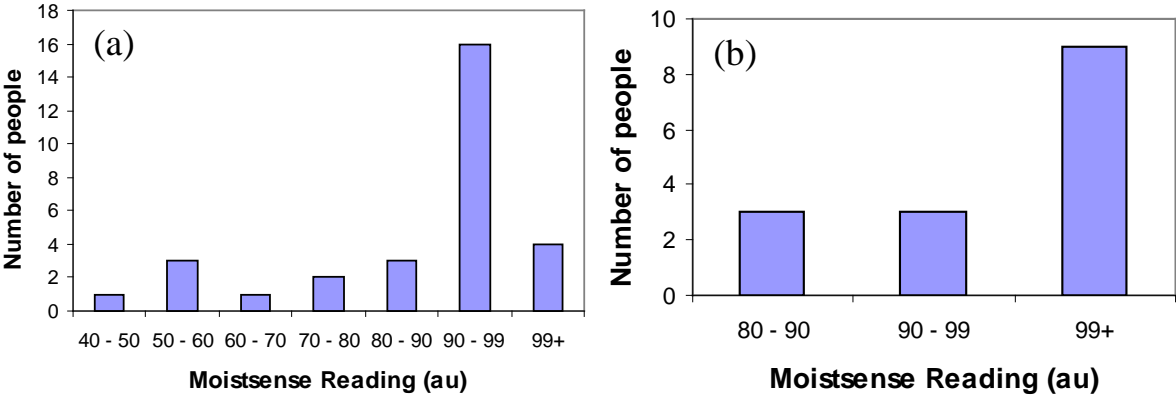 (a)
Number of people
18
16
14
12
10
8
6
4
2
0
40 - 50 50 - 60 60 - 70 70 - 80 80 - 90 90 - 99 99+
Moistsense Reading (au)
(b)
Number of people
10
8
6
4
2
0
80 - 90 90 - 99 99+
Moistsense Reading (au)